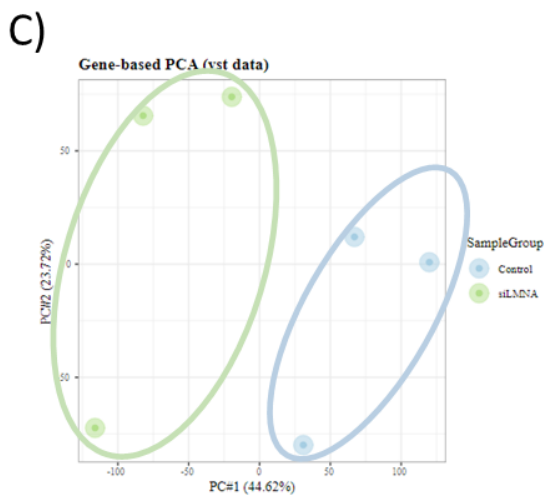 C)
Gene-based PCA (vst data)
50
0
50
PC#2 (23.72%)
-100
-50
0
50
100
PC#1 (44.62%)
SampleGroup
Control
siLMNA